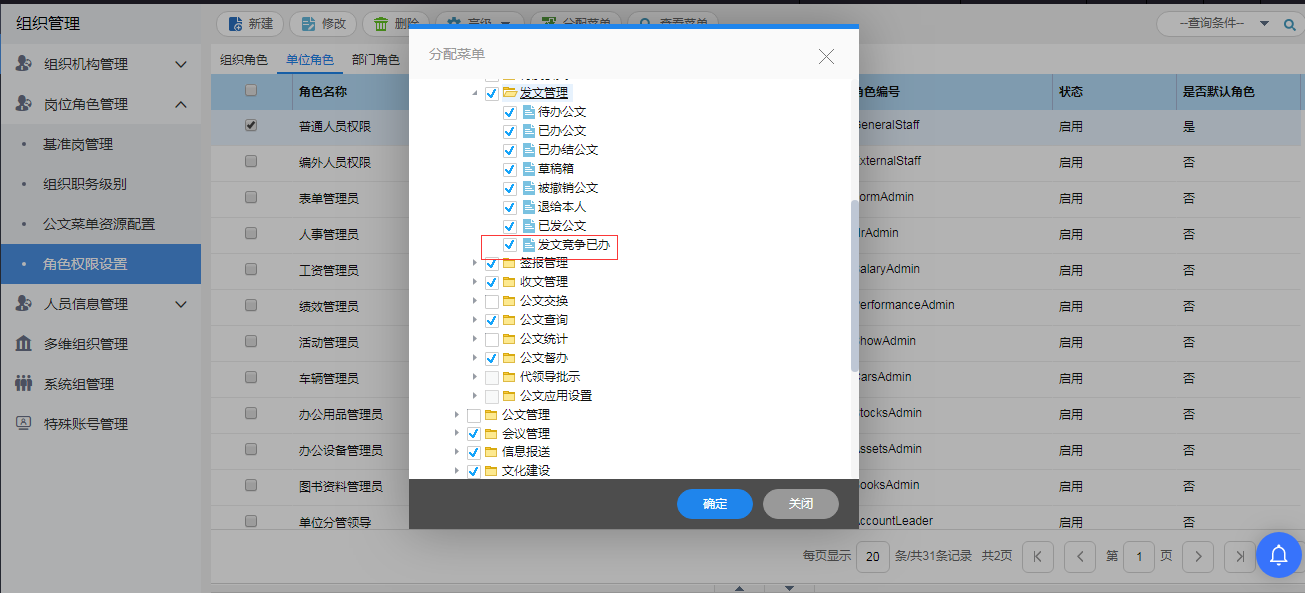 组织管理
新建
修改
删除
高级
分配菜单
查看菜单
--查询条件--
组织机构管理
岗位角色管理
基准岗管理
组织职务级别
公文菜单资源配置
角色权限设置
人员信息管理
多维组织管理
系统组管理
特殊账号管理
组织角色
单位角色
部门角色
角色名称
角色编号
状态
是否默认角色
普通人员权限
GeneralStaff
启用
是
编外人员权限
ExternalStaff
启用
否
表单管理员
FormAdmin
启用
否
人事管理员
HrAdmin
启用
否
工资管理员
SalaryAdmin
启用
否
绩效管理员
PerformanceAdmin
启用
否
活动管理员
ShowAdmin
启用
否
车辆管理员
CarsAdmin
启用
否
办公用品管理员
StocksAdmin
启用
否
办公设备管理员
AssetsAdmin
启用
否
图书资料管理员
BooksAdmin
启用
否
单位分管领导
AccountLeader
启用
否
分配菜单
发文管理
待办公文
已办公文
已办结公文
草稿箱
被撤销公文
退给本人
已发公文
发文竞争已办
签报管理
收文管理
公文交换
公文查询
公文统计
公文督办
代领导批示
公文应用设置
公文管理
会议管理
信息报送
文化建设
确定
关闭
每页显示 20 条/共31条记录 共2页 第 1 页